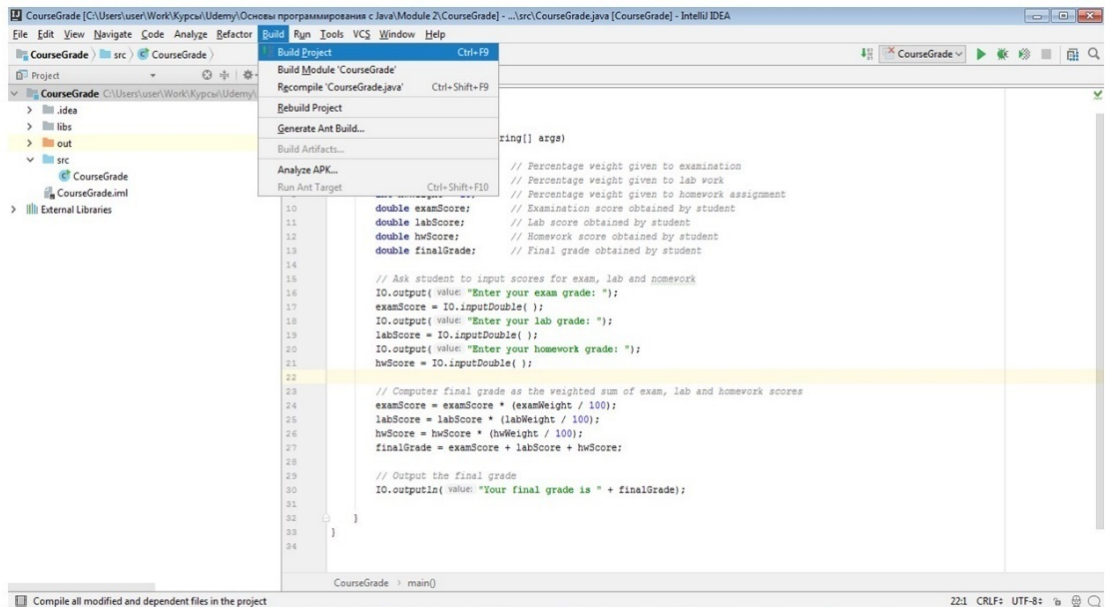 CourseGrade [C:\Users\user\Work\Курсы\Udemy\Основы программирования с Java\Module 2\CourseGrade] - ...\src\CourseGrade.java [CourseGrade] - IntelliJ IDEA
File Edit View Navigate Code Analyze Refactor Build Run Tools VCS Window Help
CourseGrade src CourseGrade
CourseGrade
Project
CourseGrade C:\Users\user\Work\Курсы\Udemy\
.idea
libs
out
src
CourseGrade
CourseGrade.iml
External Libraries
Build Project Ctrl+F9
Build Module 'CourseGrade'
Recompile 'CourseGrade.java' Ctrl+Shift+F9
Rebuild Project
Generate Ant Build...
Build Artifacts...
Analyze APK...
Run Ant Target Ctrl+Shift+F10
ring[] args)
// Percentage weight given to examination
// Percentage weight given to lab work
// Percentage weight given to homework assignment
10 double examScore; // Examination score obtained by student
11 double labScore; // Lab score obtained by student
12 double hwScore; // Homework score obtained by student
13 double finalGrade; // Final grade obtained by student
14
15 // Ask student to input scores for exam, lab and nomework
16 IO.output( value: "Enter your exam grade: ");
17 examScore = IO.inputDouble( );
18 IO.output( value: "Enter your lab grade: ");
19 labScore = IO.inputDouble( );
20 IO.output( value: "Enter your homework grade: ");
21 hwScore = IO.inputDouble( );
22
23 // Computer final grade as the weighted sum of exam, lab and homework scores
24 examScore = examScore * (examWeight / 100);
25 labScore = labScore * (labWeight / 100);
26 hwScore = hwScore * (hwWeight / 100);
27 finalGrade = examScore + labScore + hwScore;
28
29 // Output the final grade
30 IO.outputln( value: "Your final grade is " + finalGrade);
31
32 }
33 }
34
CourseGrade main()
Compile all modified and dependent files in the project
22:1 CRLF UTF-8